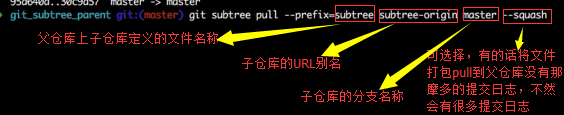 95a640a..30c9a57  master -> master
git_subtree_parent git:(master) git subtree pull --prefix=subtree subtree-origin master --squash
父仓库上子仓库定义的文件名称
子仓库的URL别名
子仓库的分支名称
可选择，有的话将文件
打包pull到父仓库没有那
摩多的提交日志，不然
会有很多提交日志